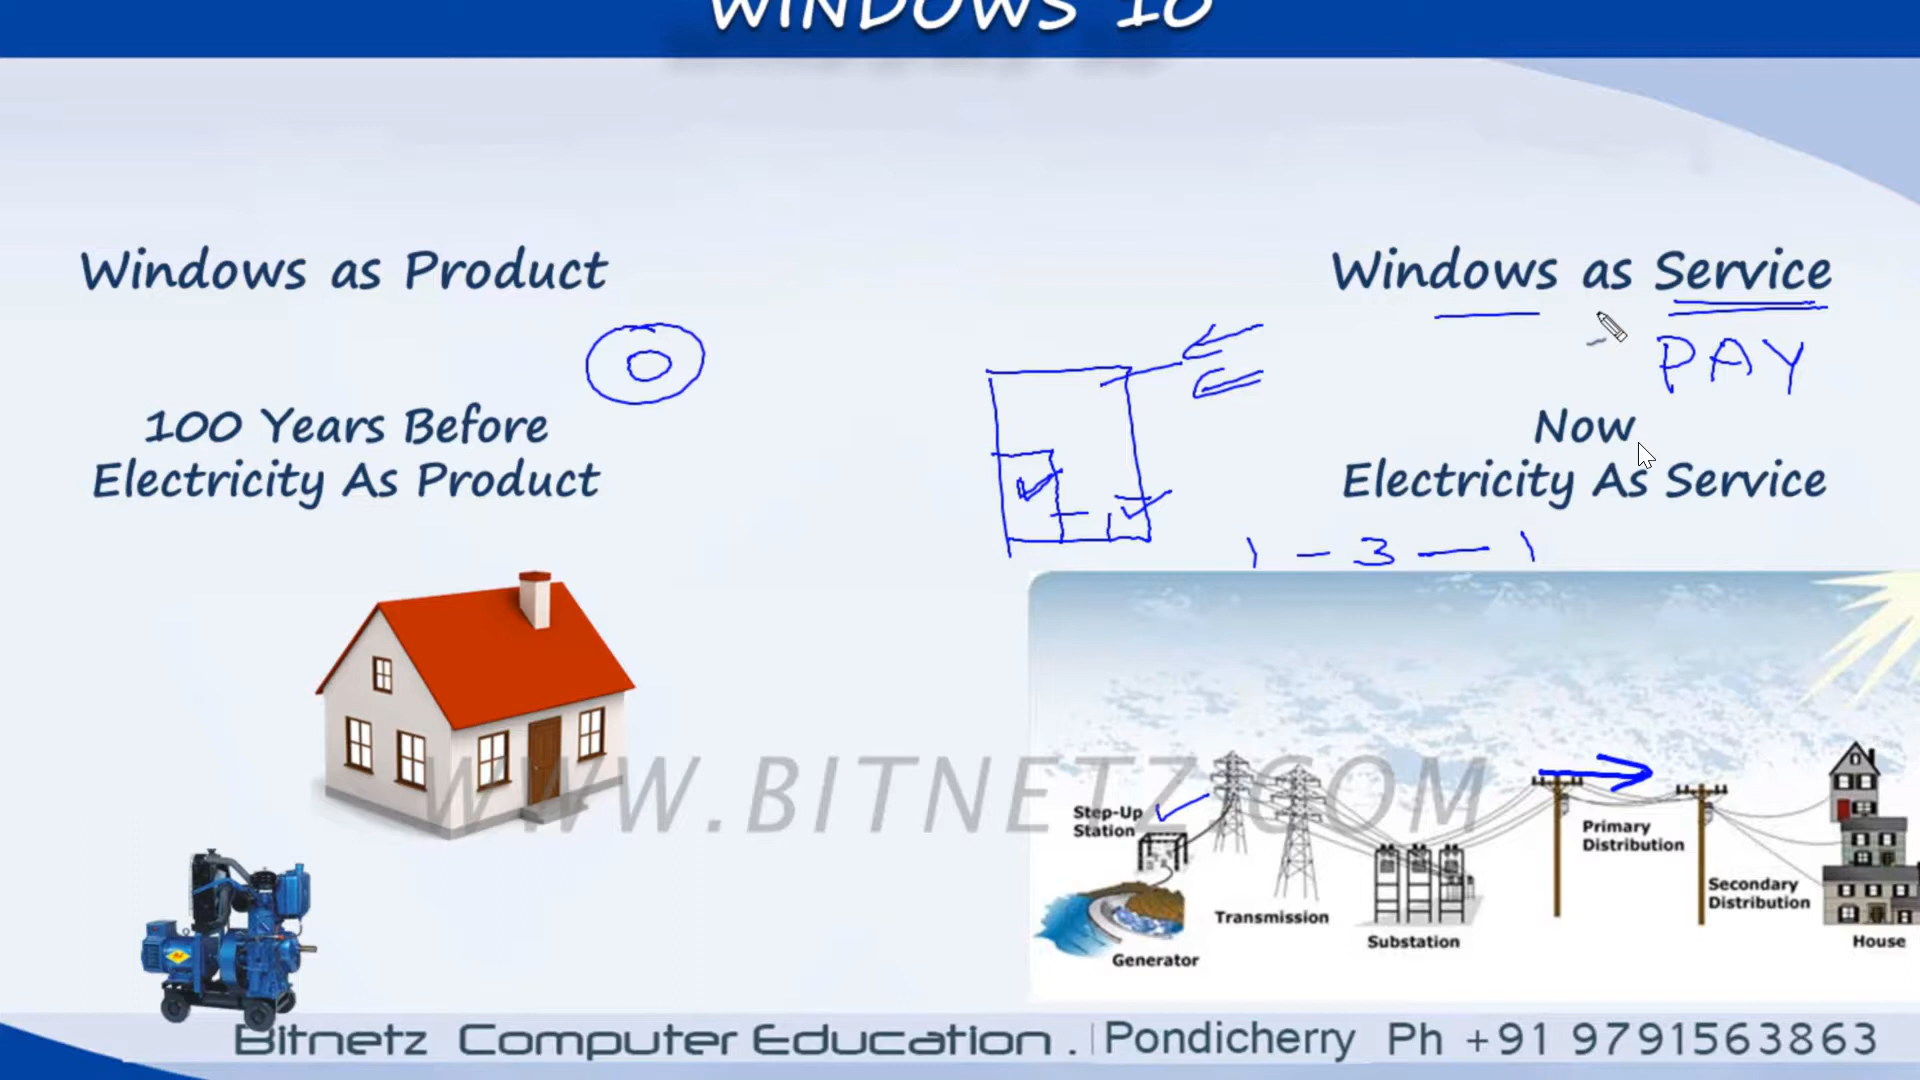 WINDOWS 10
Windows as Product
Windows as Service
PAY
100 Years Before
Electricity As Product
Now
Electricity As Service
1 - 3 - 1
WWW.BITNETZ.COM
Step-Up
Station
Generator
Transmission
Substation
Primary
Distribution
Secondary
Distribution
House
Bitnetz Computer Education . Pondicherry Ph +91 9791563863